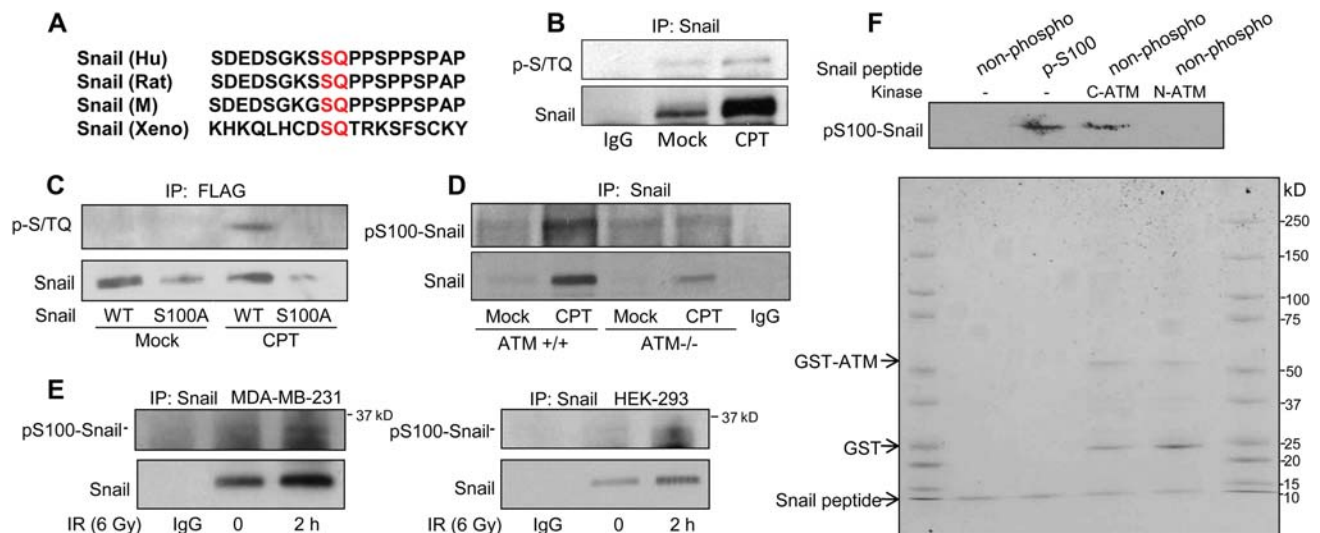 A
Snail (Hu) SDEDSGKSSQPPSPPSPAP
Snail (Rat) SDEDSGKSSQPPSPPSPAP
Snail (M) SDEDSGKGSQPPSPPSPAP
Snail (Xeno) KHKQLHCDSQTRKSFSCKY
B
IP: Snail
p-S/TQ
Snail
IgG Mock CPT
C
IP: FLAG
p-S/TQ
Snail
Snail WT S100A WT S100A
Mock CPT
D
IP: Snail
pS100-Snail
Snail
Mock CPT Mock CPT IgG
ATM +/+ ATM-/-
E
IP: Snail MDA-MB-231
37 kD
pS100-Snail-
Snail
IR (6 Gy) IgG 0 2 h
IP: Snail HEK-293
37 kD
pS100-Snail-
Snail
IR (6 Gy) IgG 0 2 h
F
Snail peptide non-phospho p-S100 non-phospho non-phospho
Kinase - - C-ATM N-ATM
pS100-Snail
kD
250
150
100
75
GST-ATM
50
37
GST
25
20
15
Snail peptide
10